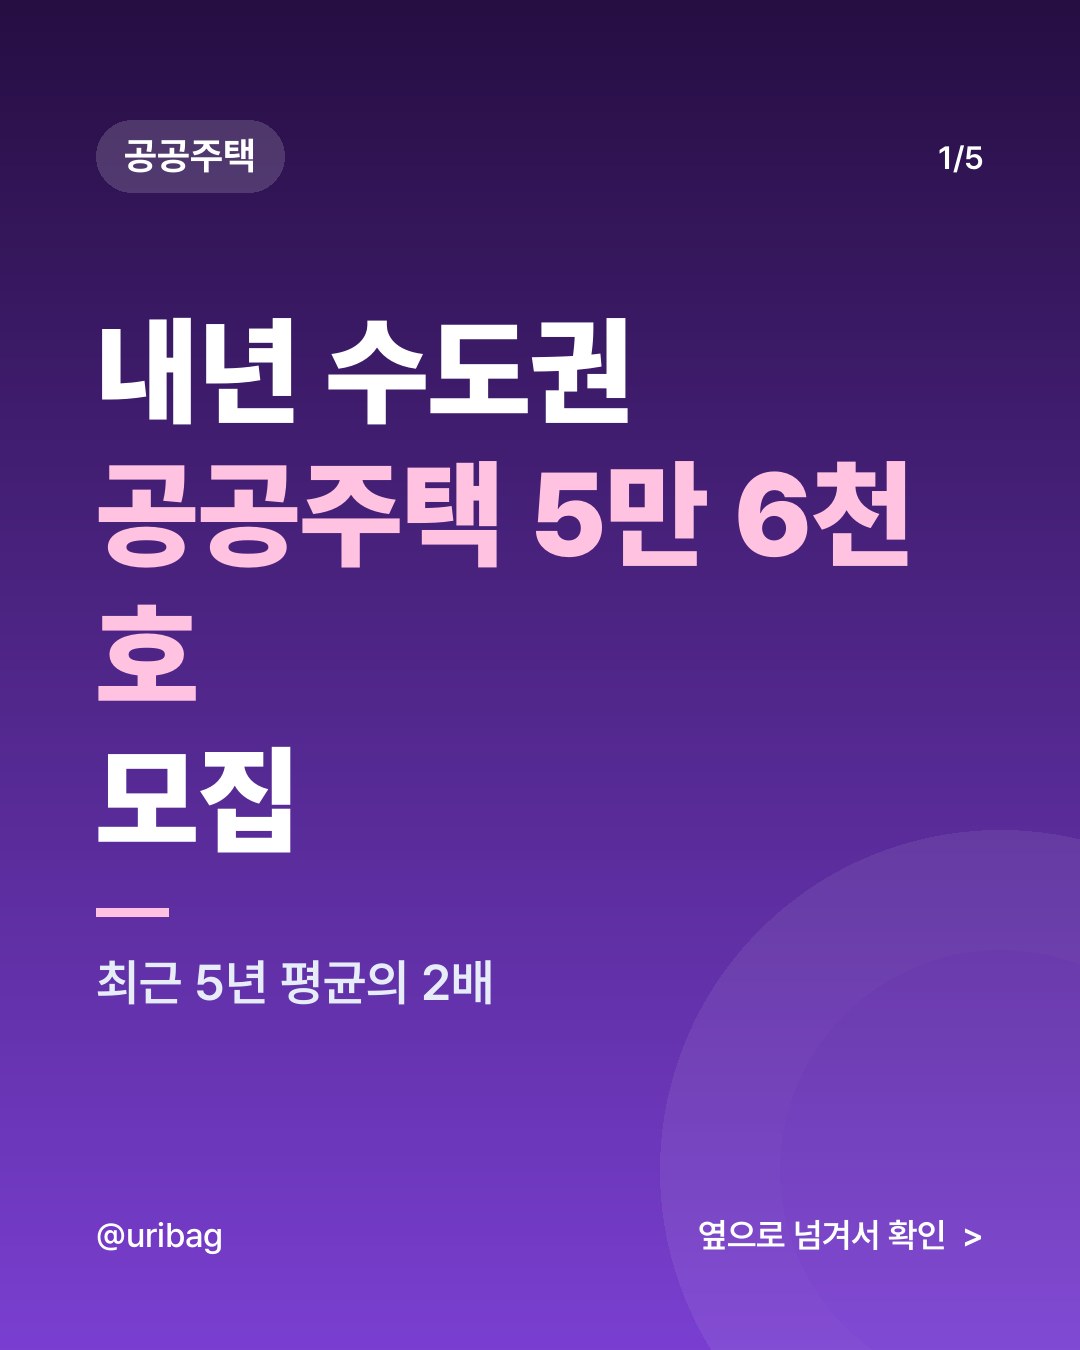 공공주택
1/5
내년 수도권
공공주택 5만 6천
호
모집
최근 5년 평균의 2배
@uribag
옆으로 넘겨서 확인 >